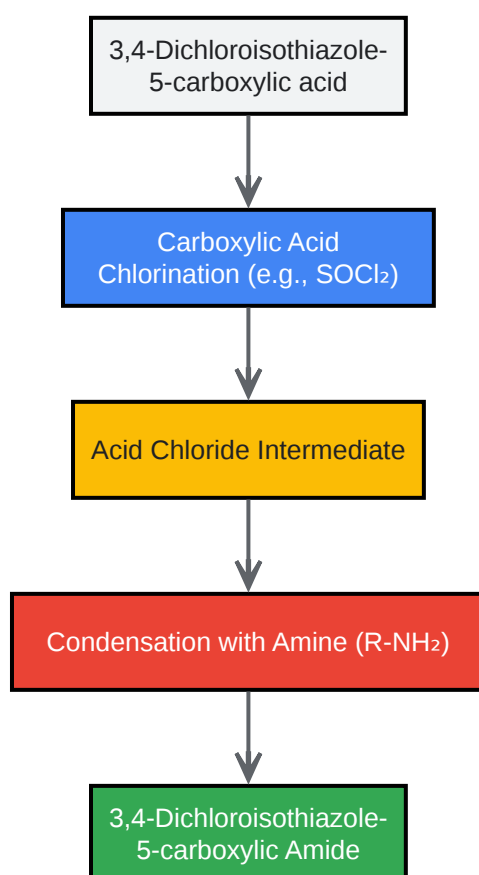 3,4-Dichloroisothiazole-
5-carboxylic acid
Carboxylic Acid
Chlorination (e.g., SOCl₂)
Acid Chloride Intermediate
Condensation with Amine (R-NH₂)
3,4-Dichloroisothiazole-
5-carboxylic Amide